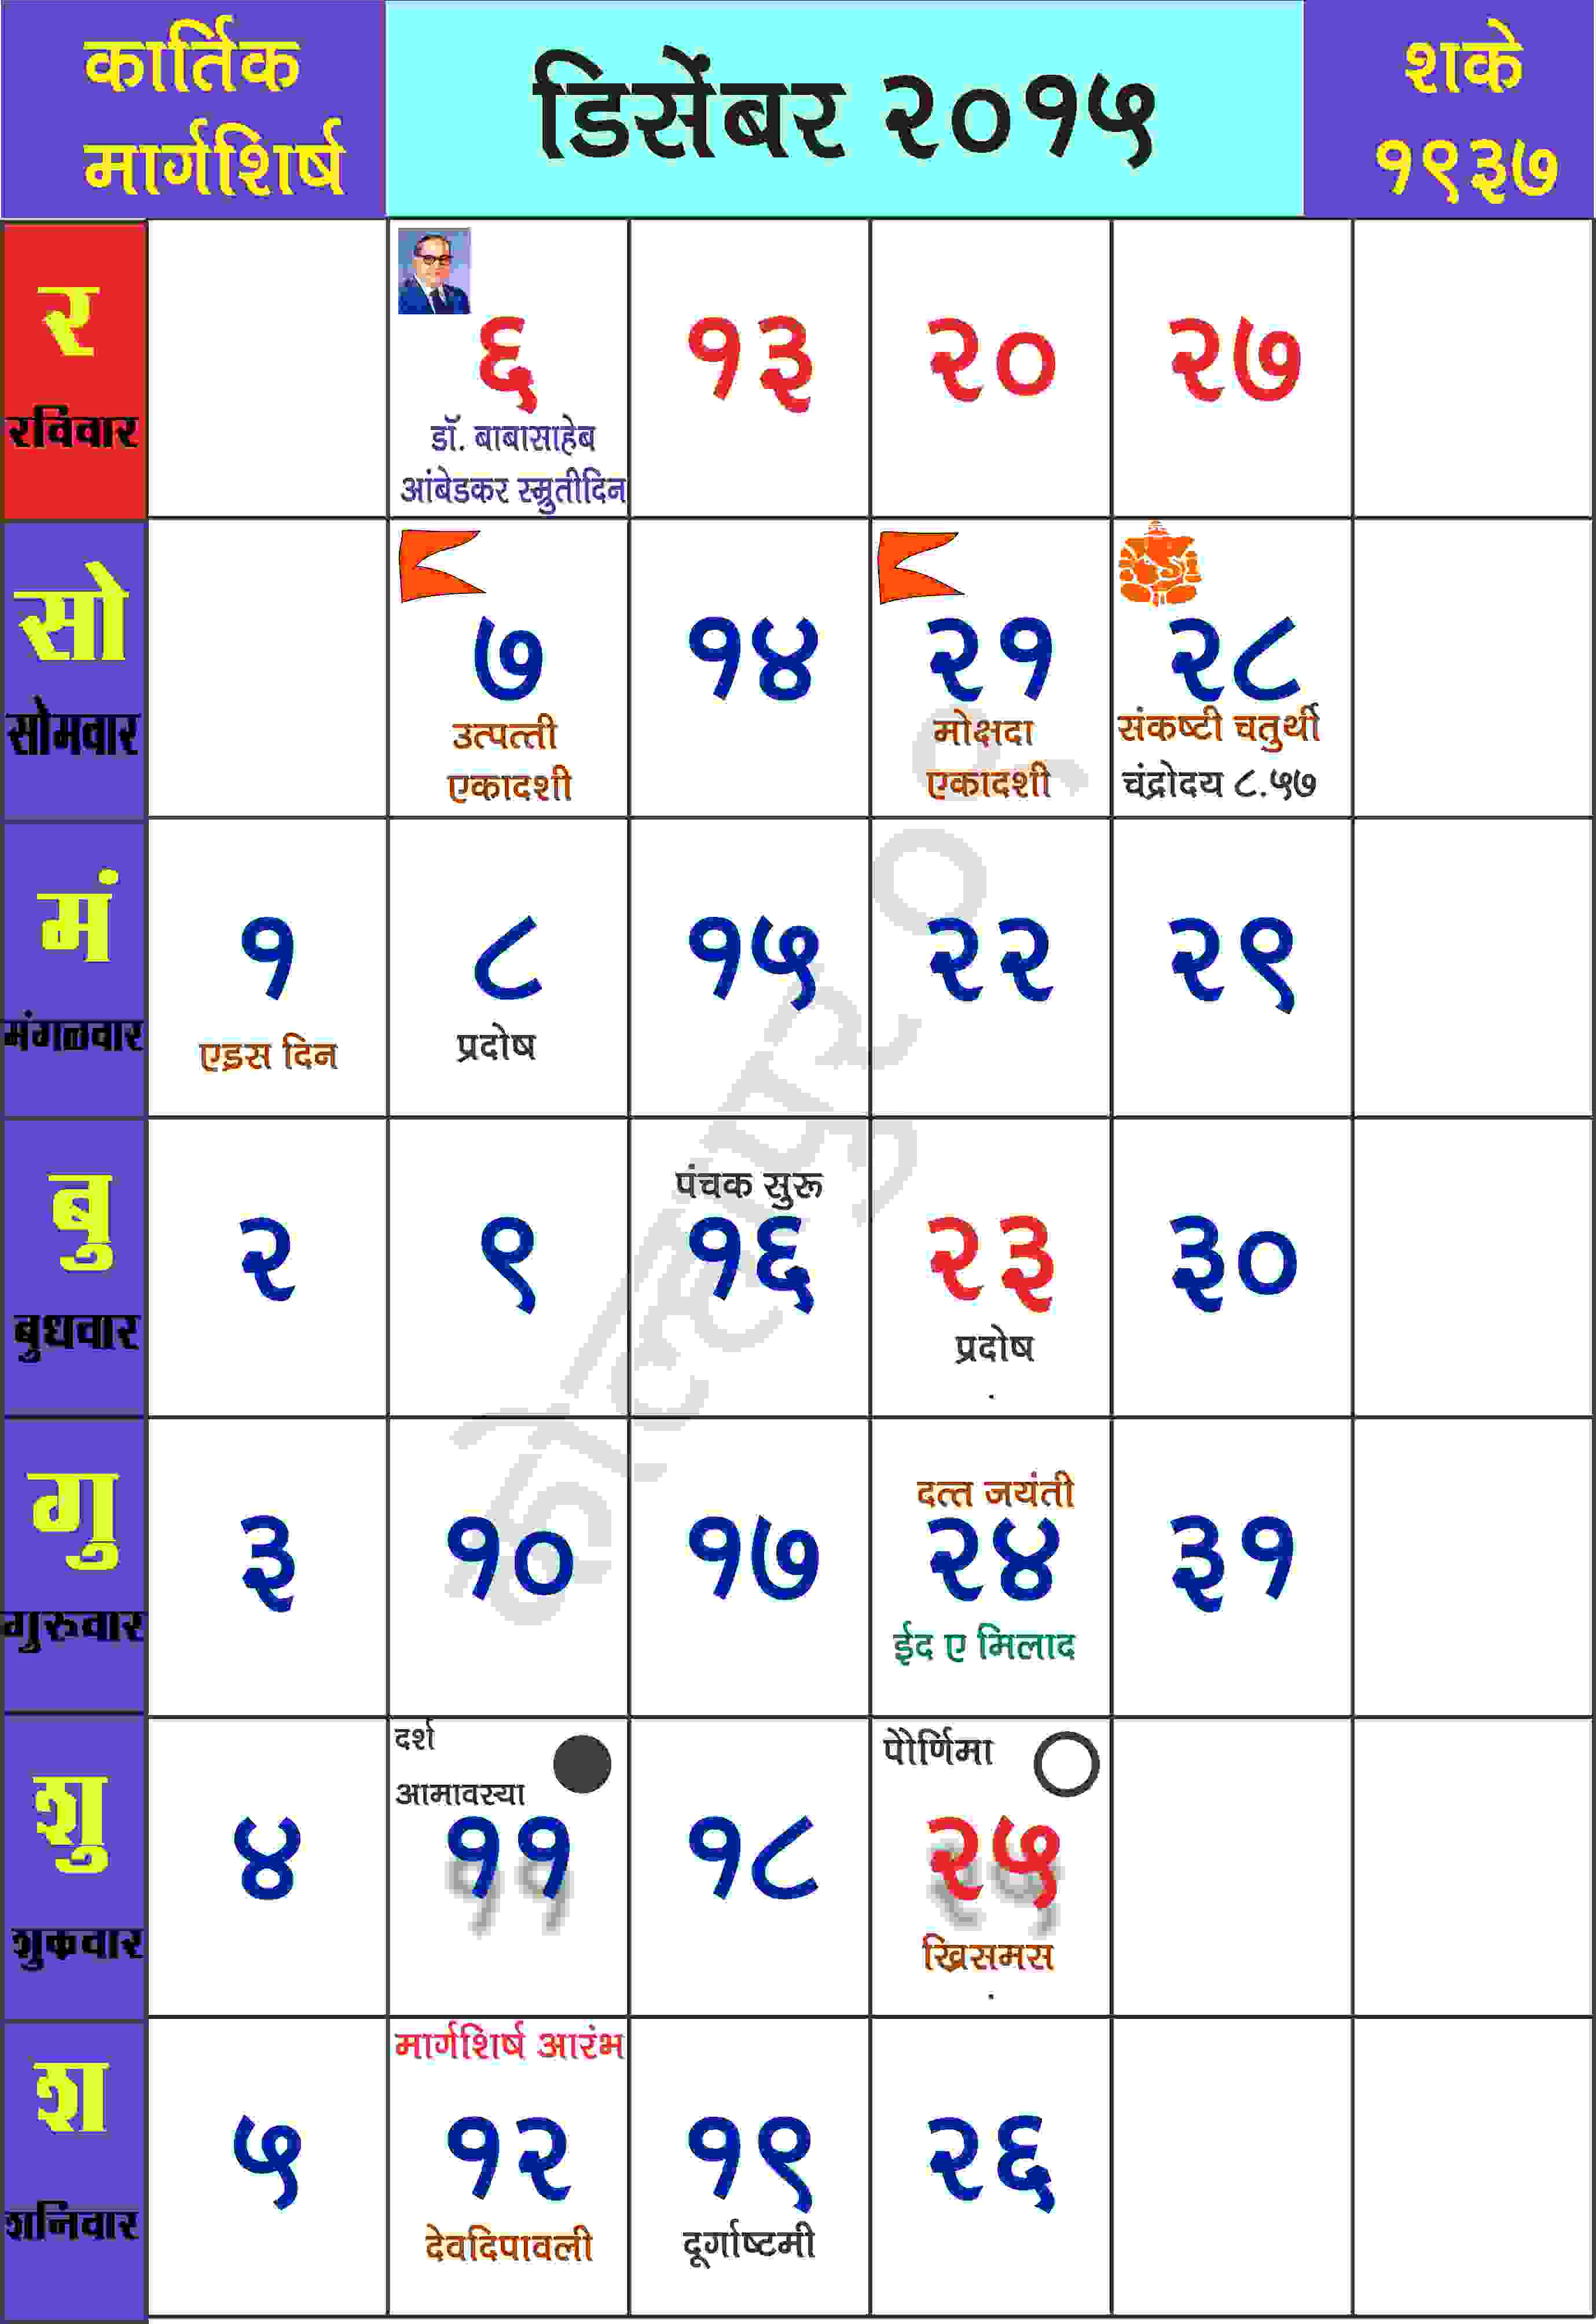 कार्तिक
मार्गशिर्ष
डिसेंबर २०१५
शके
१९३७
र
रविवार
६
डॉ. बाबासाहेब
आंबेडकर स्म्रुतीदिन
१३
२०
२७
सो
सोमवार
७
उत्पत्ती
एकादशी
१४
२१
मोक्षदा
एकादशी
२८
संकष्टी चतुर्थी
चंद्रोदय ८.५७
मं
मंगळवार
१
एड्स दिन
८
प्रदोष
१५
२२
२९
बु
बुधवार
२
९
पंचक सुरू
१६
२३
प्रदोष
.
३०
गु
गुरुवार
३
१०
१७
दत्त जयंती
२४
ईद ए मिलाद
३१
शु
शुक्रवार
४
दर्श
आमावस्या
११
१८
पौर्णिमा
२५
ख्रिसमस
.
श
शनिवार
५
मार्गशिर्ष आरंभ
१२
देवदिपावली
१९
दूर्गाष्टमी
२६